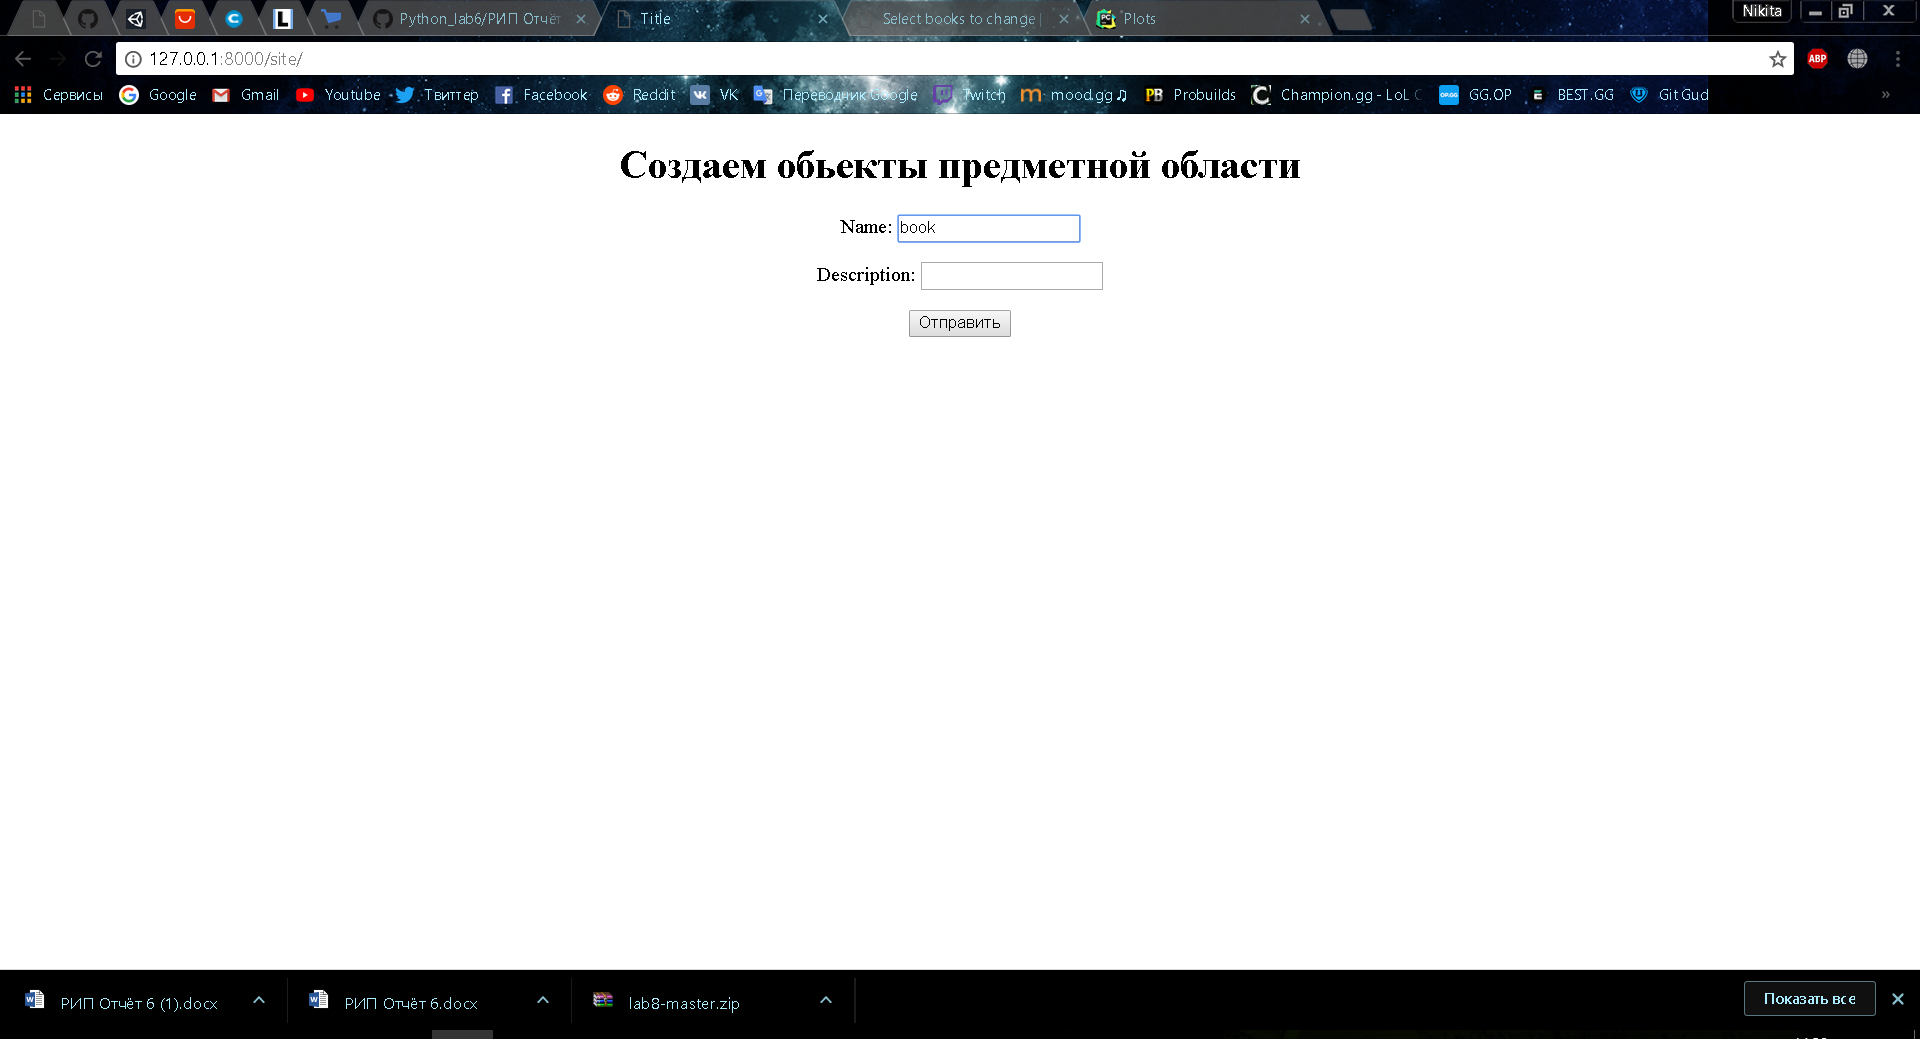 Python_lab6/РИП Отчёт Title Select books to change | Plots Nikita
127.0.0.1:8000/site/ ABP
Сервисы Google Gmail Youtube Твиттер Facebook Reddit VK Переводчик Google Twitch mood.gg ♫ Probuilds Champion.gg - LoL C GG.OP BEST.GG Git Gud »
Создаем обьекты предметной области
Name: book
Description:
Отправить
РИП Отчёт 6 (1).docx РИП Отчёт 6.docx lab8-master.zip Показать все